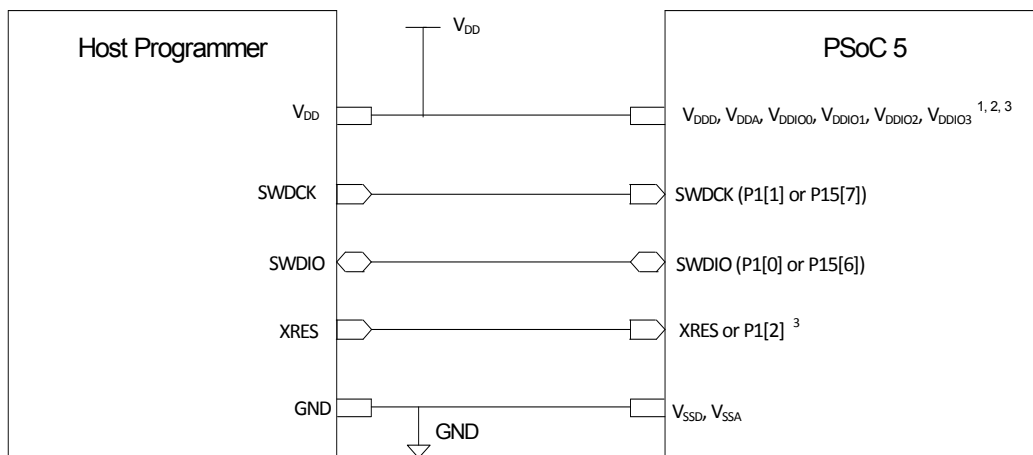 V_DD
Host Programmer
PSoC 5
V_DD
V_DDD, V_DDA, V_DDIO0, V_DDIO1, V_DDIO2, V_DDIO3 1, 2, 3
SWDCK
SWDCK (P1[1] or P15[7])
SWDIO
SWDIO (P1[0] or P15[6])
XRES
XRES or P1[2] 3
GND
V_SSD, V_SSA
GND